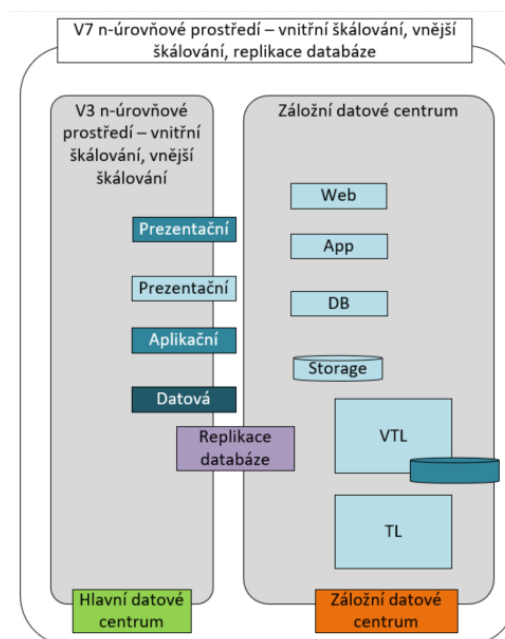 V7 n-úrovňové prostředí – vnitřní škálování, vnější
škálování, replikace databáze
V3 n-úrovňové
prostředí – vnitřní
škálování, vnější
škálování
Prezentační
Prezentační
Aplikační
Datová
Replikace
databáze
Hlavní datové
centrum
Záložní datové centrum
Web
App
DB
Storage
VTL
TL
Záložní datové
centrum